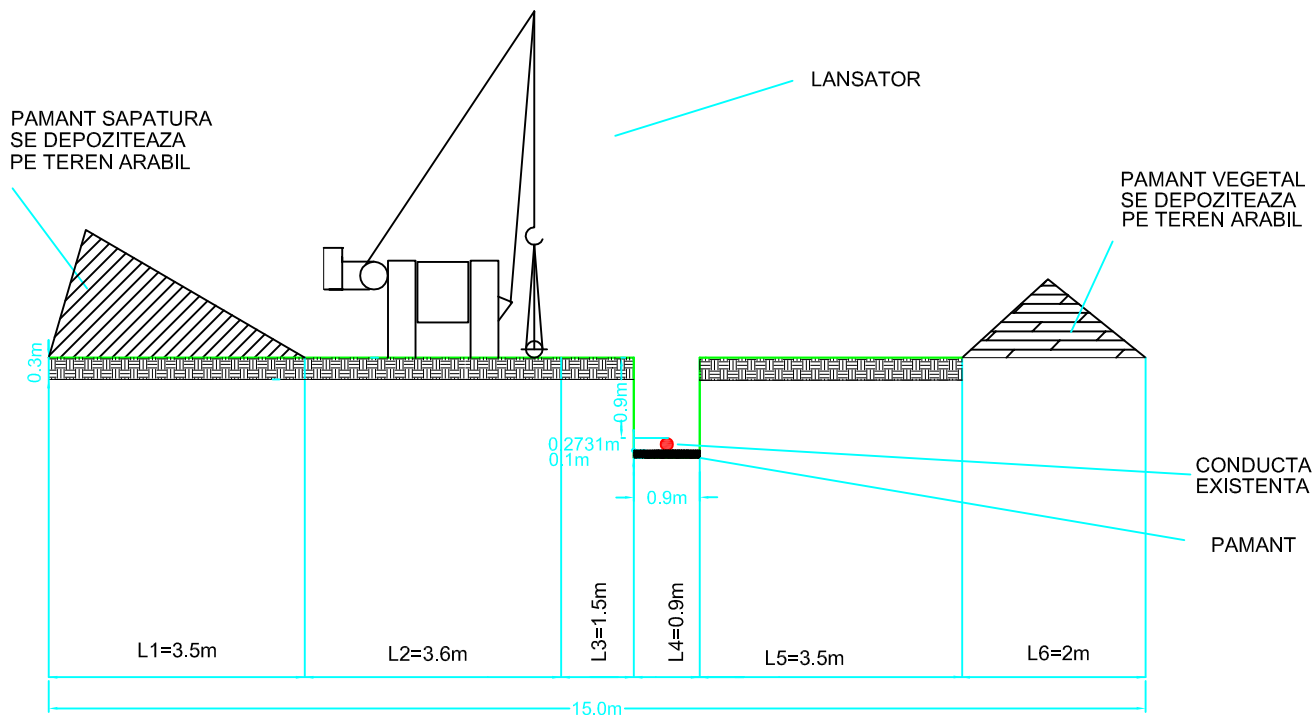 LANSATOR
PAMANT SAPATURA
SE DEPOZITEAZA
PE TEREN ARABIL
PAMANT VEGETAL
SE DEPOZITEAZA
PE TEREN ARABIL
0.3m
0.9m
0.2731m
0.1m
0.9m
CONDUCTA
EXISTENTA
PAMANT
L1=3.5m
L2=3.6m
L3=1.5m
L4=0.9m
L5=3.5m
L6=2m
15.0m